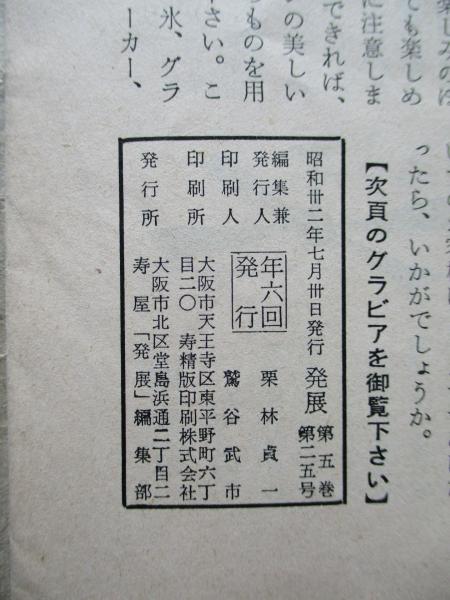 ても楽しめ
に注意しま
できれば、
ンの美しい
ものを用
さい。こ
氷、グラ
ーカー、
ったら、いかがでしょうか。
【次頁のグラビアを御覧下さい】
昭和卅二年七月卅日発行　発展　第五巻
第二五号
編集兼
発行人　栗林貞一
年六回
発行
印刷人　鷲谷武市
印刷所　大阪市天王寺区東平野町六丁
目二〇　寿精版印刷株式会社
発行所　大阪市北区堂島浜通二丁目二
寿屋「発展」編集部